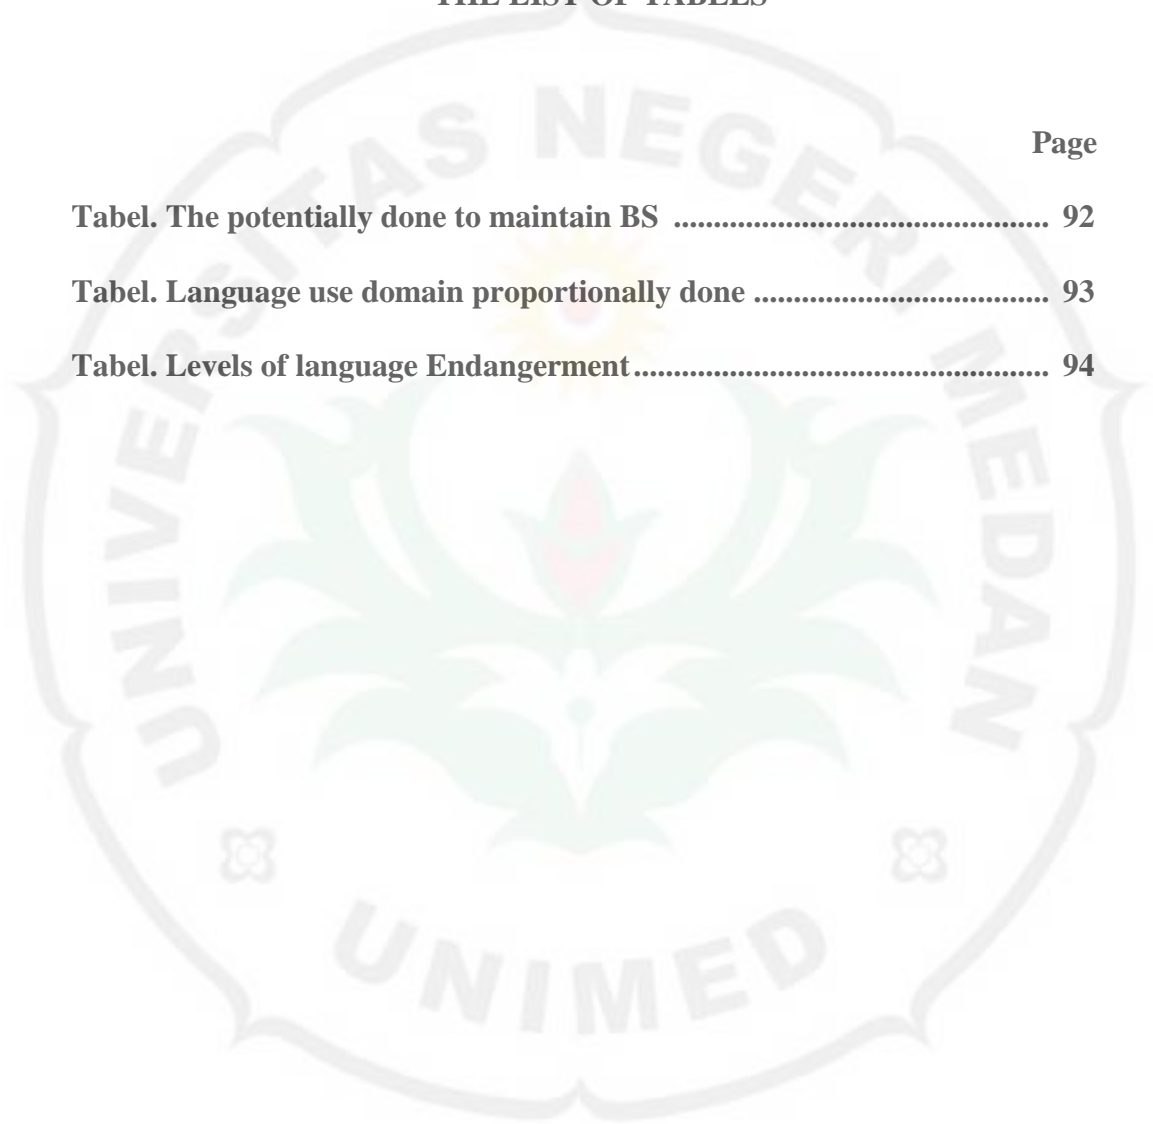 THE LIST OF TABLES
Page
Tabel. The potentially done to maintain BS ............................................... 92
Tabel. Language use domain proportionally done ..................................... 93
Tabel. Levels of language Endangerment.................................................... 94
UNIVERSITAS NEGERI MEDAN
UNIMED